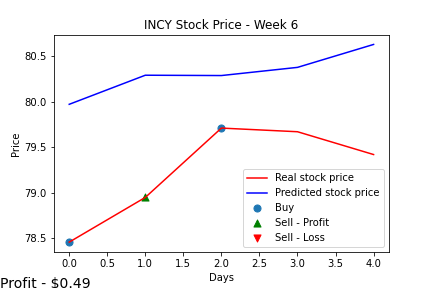 INCY Stock Price - Week 6
Price
80.5
80.0
79.5
79.0
78.5
Real stock price
Predicted stock price
Buy
Sell - Profit
Sell - Loss
0.0 0.5 1.0 1.5 2.0 2.5 3.0 3.5 4.0
Days
Profit - $0.49